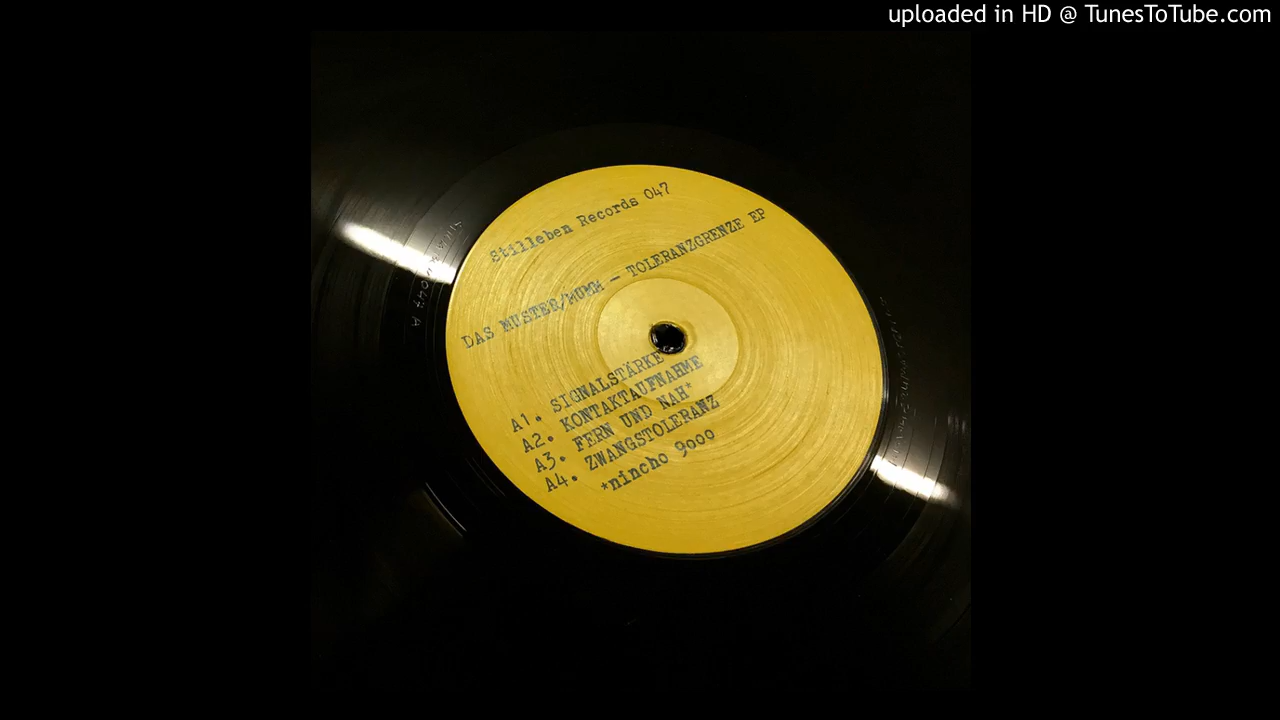 uploaded in HD @ TunesToTube.com
Stilleben Records 047
DAS MUSTER/MUMM - TOLERANZGRENZE EP
A1. SIGNALSTÄRKE
A2. KONTAKTAUFNAHME
A3. FERN UND NAH*
A4. ZWANGSTOLERANZ
*nincho 9000
047 A